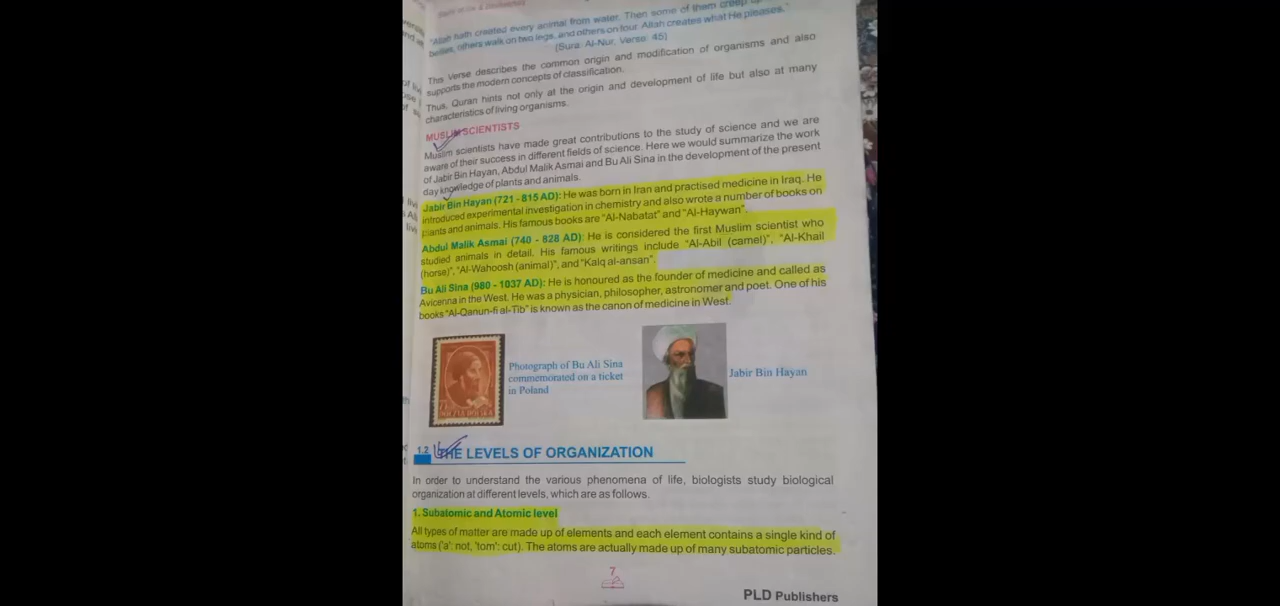 "Allah hath created every animal from water. Then some of them creep
bellies, others walk on two legs, and others on four. Allah creates what He pleases."
(Sura: Al-Nur, Verse: 45)
This verse describes the common origin and modification of organisms and also
supports the modern concepts of classification.
Thus, Quran hints not only at the origin and development of life but also at many
characteristics of living organisms.
MUSLIM SCIENTISTS
Muslim scientists have made great contributions to the study of science and we are
aware of their success in different fields of science. Here we would summarize the work
of Jabir Bin Hayan, Abdul Malik Asmai and Bu Ali Sina in the development of the present
day knowledge of plants and animals.
Jabir Bin Hayan (721 - 815 AD): He was born in Iran and practised medicine in Iraq. He
introduced experimental investigation in chemistry and also wrote a number of books on
plants and animals. His famous books are "Al-Nabatat" and "Al-Haywan".
Abdul Malik Asmai (740 - 828 AD): He is considered the first Muslim scientist who
studied animals in detail. His famous writings include "Al-Abil (camel)", "Al-Khail
(horse)", "Al-Wahoosh (animal)", and "Kalq al-ansan".
Bu Ali Sina (980 - 1037 AD): He is honoured as the founder of medicine and called as
Avicenna in the West. He was a physician, philosopher, astronomer and poet. One of his
books "Al-Qanun-fi al-Tib" is known as the canon of medicine in West.
Photograph of Bu Ali Sina
commemorated on a ticket
in Poland
POCZTA POLSKA
Jabir Bin Hayan
1.2 THE LEVELS OF ORGANIZATION
In order to understand the various phenomena of life, biologists study biological
organization at different levels, which are as follows.
1. Subatomic and Atomic level
All types of matter are made up of elements and each element contains a single kind of
atoms ('a': not, 'tom': cut). The atoms are actually made up of many subatomic particles.
7
PLD Publishers